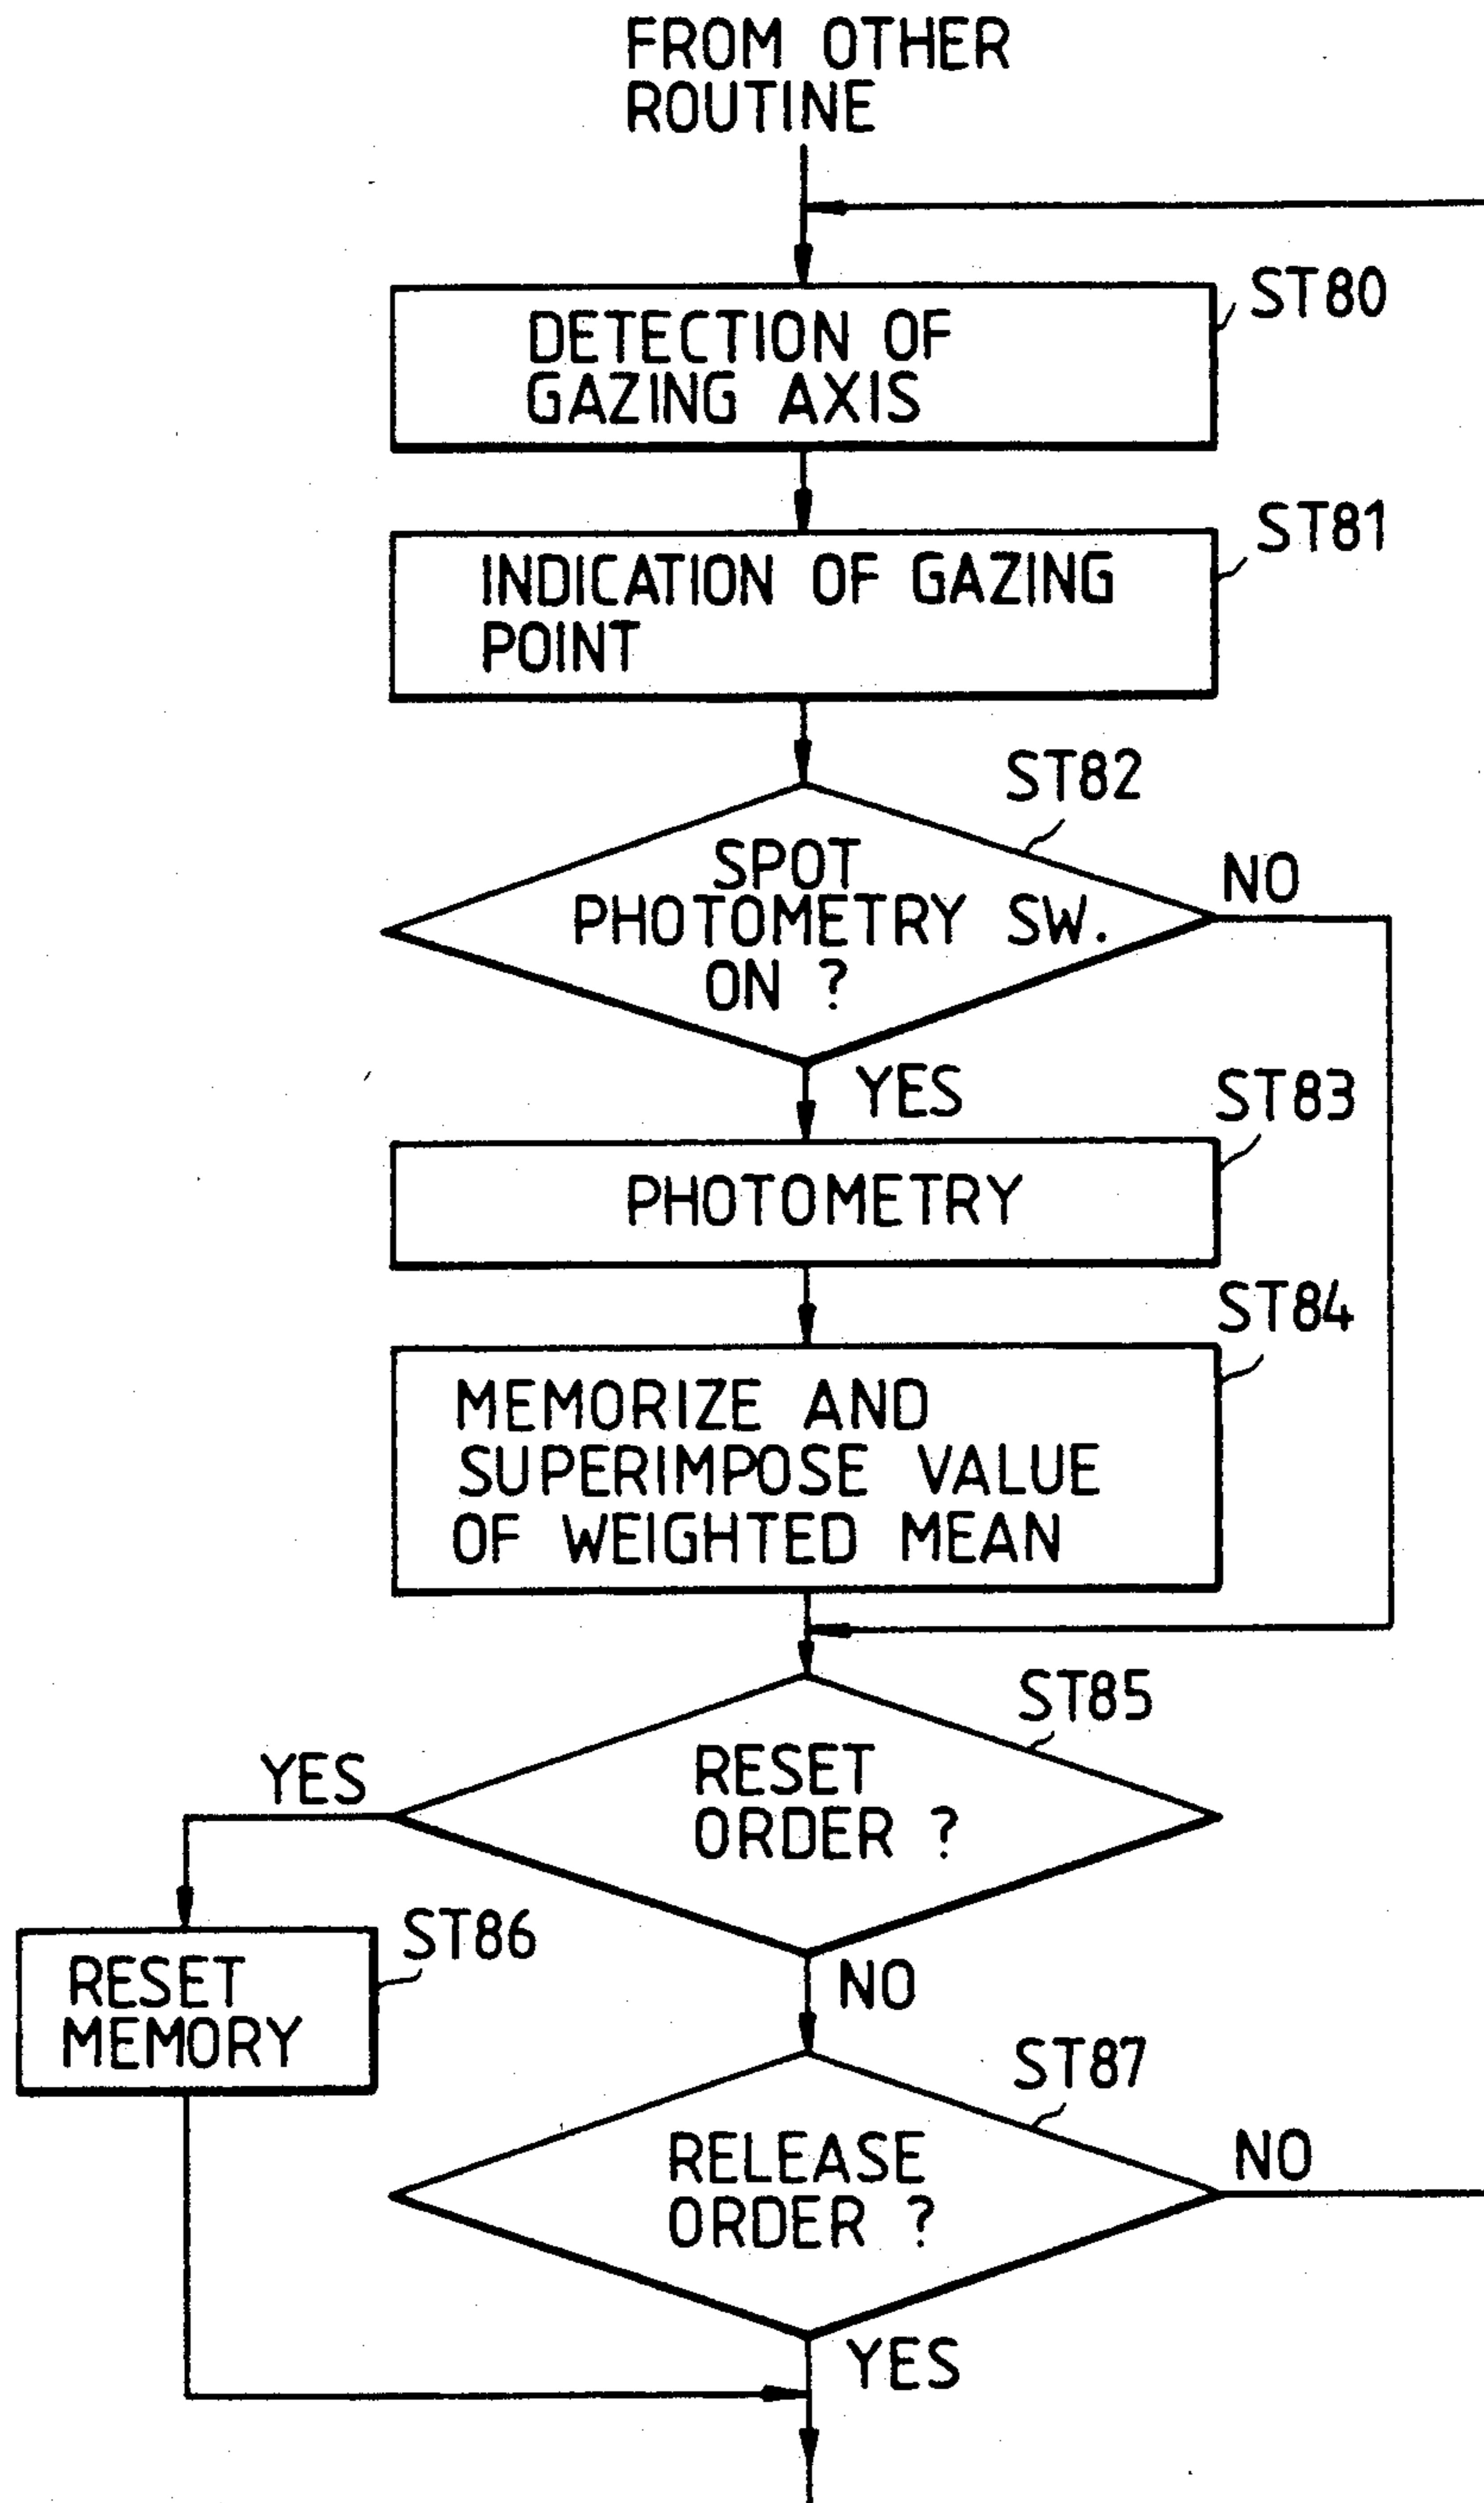 FROM OTHER
ROUTINE
ST80
DETECTION OF
GAZING AXIS
ST81
INDICATION OF GAZING
POINT
ST82
SPOT
PHOTOMETRY SW.
ON ?
NO
YES
ST83
PHOTOMETRY
ST84
MEMORIZE AND
SUPERIMPOSE VALUE
OF WEIGHTED MEAN
ST85
RESET
ORDER ?
YES
NO
ST86
RESET
MEMORY
ST87
RELEASE
ORDER ?
NO
YES